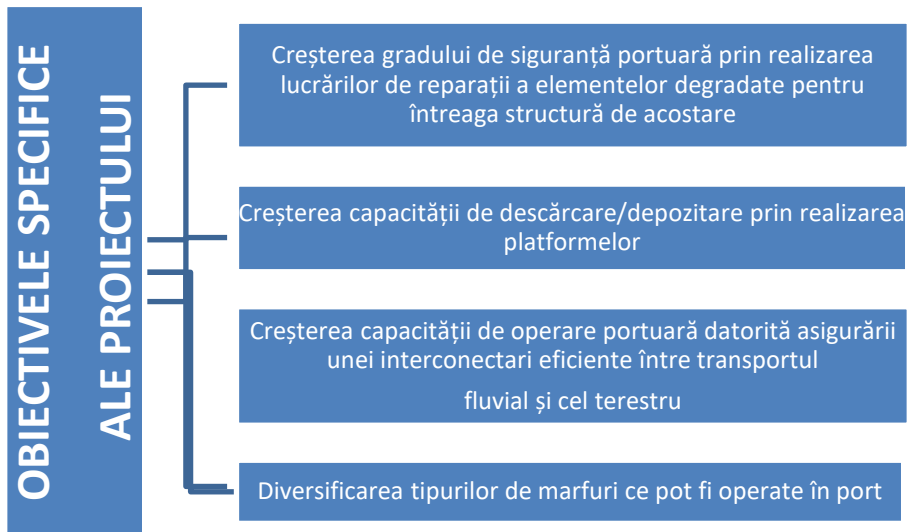 OBIECTIVELE SPECIFICE
ALE PROIECTULUI
Creșterea gradului de siguranță portuară prin realizarea
lucrărilor de reparații a elementelor degradate pentru
întreaga structură de acostare
Creșterea capacității de descărcare/depozitare prin realizarea
platformelor
Creșterea capacității de operare portuară datorită asigurării
unei interconectari eficiente între transportul
fluvial și cel terestru
Diversificarea tipurilor de marfuri ce pot fi operate în port